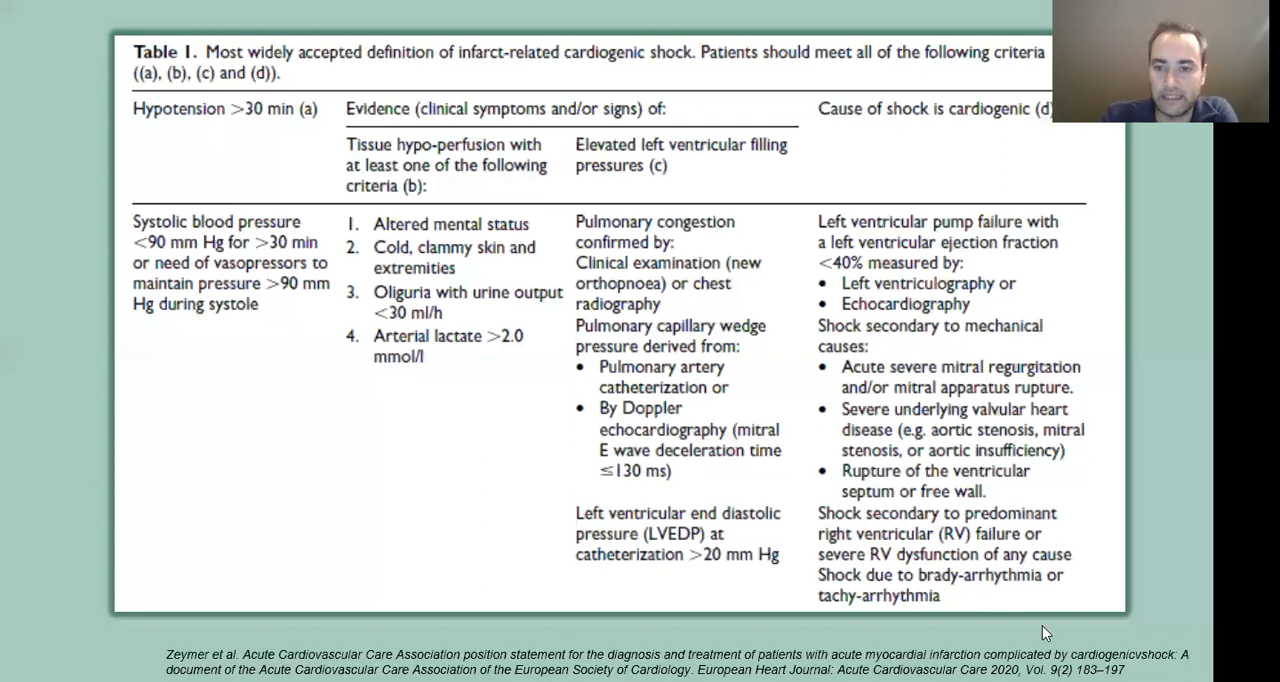 Table 1. Most widely accepted definition of infarct-related cardiogenic shock. Patients should meet all of the following criteria
((a), (b), (c) and (d)).
Hypotension >30 min (a)
Evidence (clinical symptoms and/or signs) of:
Cause of shock is cardiogenic (d)
Tissue hypo-perfusion with
at least one of the following
criteria (b):
Elevated left ventricular filling
pressures (c)
Systolic blood pressure
<90 mm Hg for >30 min
or need of vasopressors to
maintain pressure >90 mm
Hg during systole
1. Altered mental status
2. Cold, clammy skin and
extremities
3. Oliguria with urine output
<30 ml/h
4. Arterial lactate >2.0
mmol/l
Pulmonary congestion
confirmed by:
Clinical examination (new
orthopnoea) or chest
radiography
Pulmonary capillary wedge
pressure derived from:
• Pulmonary artery
catheterization or
• By Doppler
echocardiography (mitral
E wave deceleration time
≤130 ms)
Left ventricular end diastolic
pressure (LVEDP) at
catheterization >20 mm Hg
Left ventricular pump failure with
a left ventricular ejection fraction
<40% measured by:
• Left ventriculography or
• Echocardiography
Shock secondary to mechanical
causes:
• Acute severe mitral regurgitation
and/or mitral apparatus rupture.
• Severe underlying valvular heart
disease (e.g. aortic stenosis, mitral
stenosis, or aortic insufficiency)
• Rupture of the ventricular
septum or free wall.
Shock secondary to predominant
right ventricular (RV) failure or
severe RV dysfunction of any cause
Shock due to brady-arrhythmia or
tachy-arrhythmia
Zeymer et al. Acute Cardiovascular Care Association position statement for the diagnosis and treatment of patients with acute myocardial infarction complicated by cardiogenicvshock: A
document of the Acute Cardiovascular Care Association of the European Society of Cardiology. European Heart Journal: Acute Cardiovascular Care 2020, Vol. 9(2) 183–197